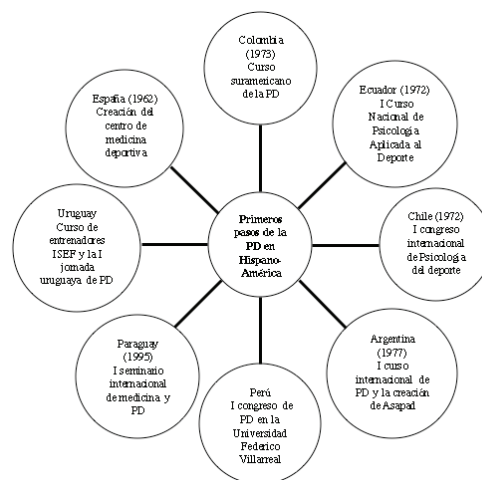 Colombia
(1973)
Curso
suramericano
de la PD
Ecuador (1972)
I Curso
Nacional de
Psicología
Aplicada al
Deporte
Chile (1972)
I congreso
internacional
de Psicología
del deporte
Argentina
(1977)
I curso
internacional de
PD y la creación
de Asapad
Perú
I congreso de
PD en la
Universidad
Federico
Villarreal
Paraguay
(1995)
I seminario
internacional
de medicina y
PD
Uruguay
Curso de
entrenadores
ISEF y la I
jornada
uruguaya de PD
España (1962)
Creación del
centro de
medicina
deportiva
Primeros
pasos de la
PD en
Hispano-
América